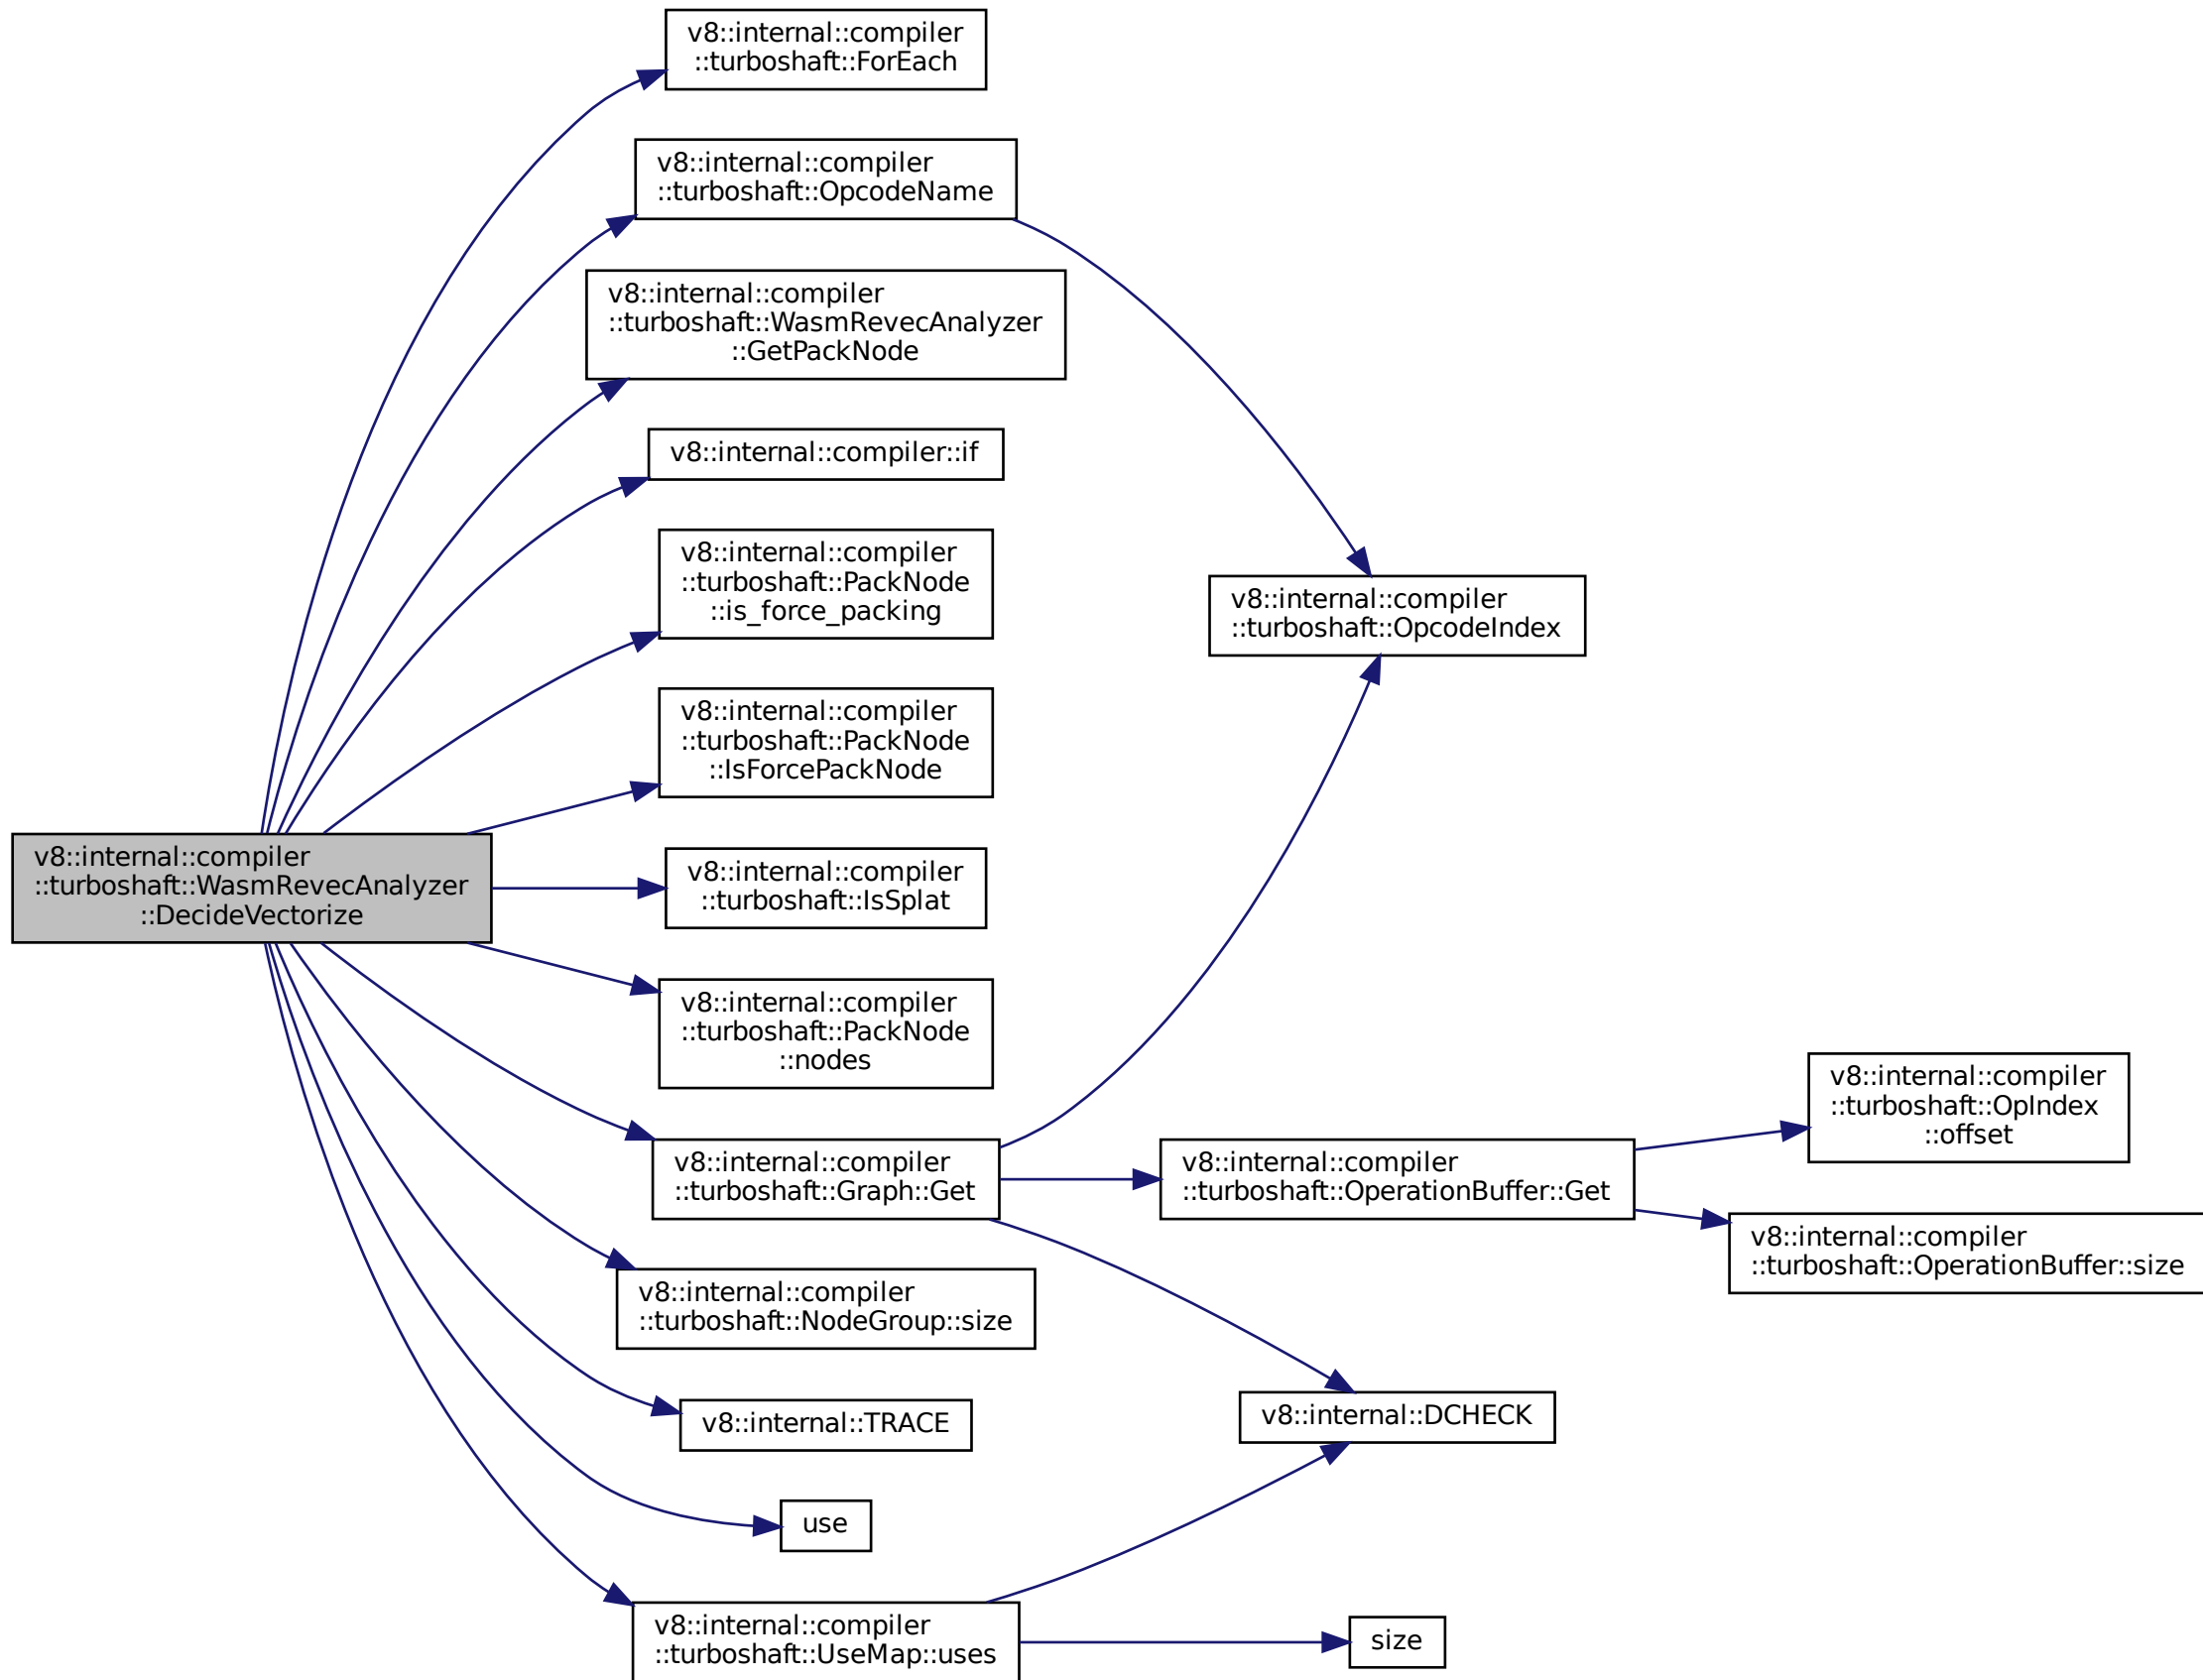 v8::internal::compiler
::turboshaft::ForEach
v8::internal::compiler
::turboshaft::OpcodeName
v8::internal::compiler
::turboshaft::WasmRevecAnalyzer
::GetPackNode
v8::internal::compiler::if
v8::internal::compiler
::turboshaft::PackNode
::is_force_packing
v8::internal::compiler
::turboshaft::OpcodeIndex
v8::internal::compiler
::turboshaft::PackNode
::IsForcePackNode
v8::internal::compiler
::turboshaft::WasmRevecAnalyzer
::DecideVectorize
v8::internal::compiler
::turboshaft::IsSplat
v8::internal::compiler
::turboshaft::PackNode
::nodes
v8::internal::compiler
::turboshaft::OpIndex
::offset
v8::internal::compiler
::turboshaft::Graph::Get
v8::internal::compiler
::turboshaft::OperationBuffer::Get
v8::internal::compiler
::turboshaft::OperationBuffer::size
v8::internal::compiler
::turboshaft::NodeGroup::size
v8::internal::TRACE
v8::internal::DCHECK
use
v8::internal::compiler
::turboshaft::UseMap::uses
size